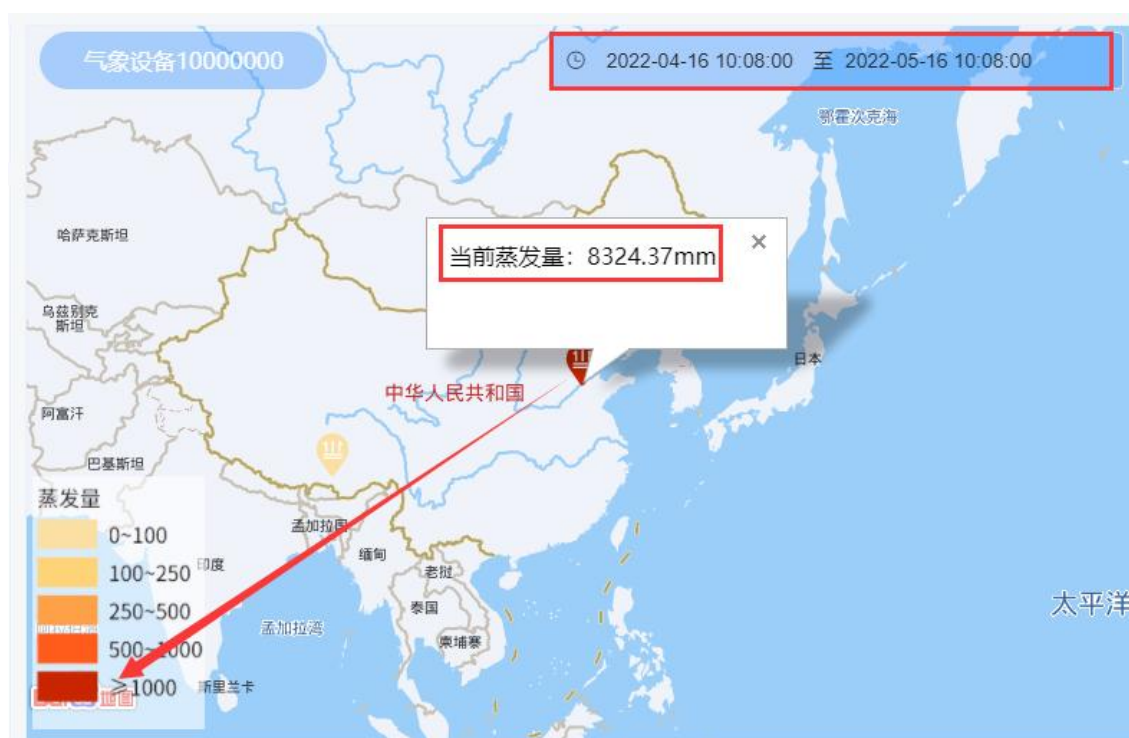 气象设备10000000
2022-04-16 10:08:00 至 2022-05-16 10:08:00
鄂霍次克海
哈萨克斯坦
当前蒸发量：8324.37mm
×
乌兹别克
斯坦
日本
中华人民共和国
阿富汗
巴基斯坦
蒸发量
0~100
孟加拉国
100~250
印度
缅甸
老挝
250~500
泰国
孟加拉湾
太平洋
500~1000
柬埔寨
≥1000
斯里兰卡
地图